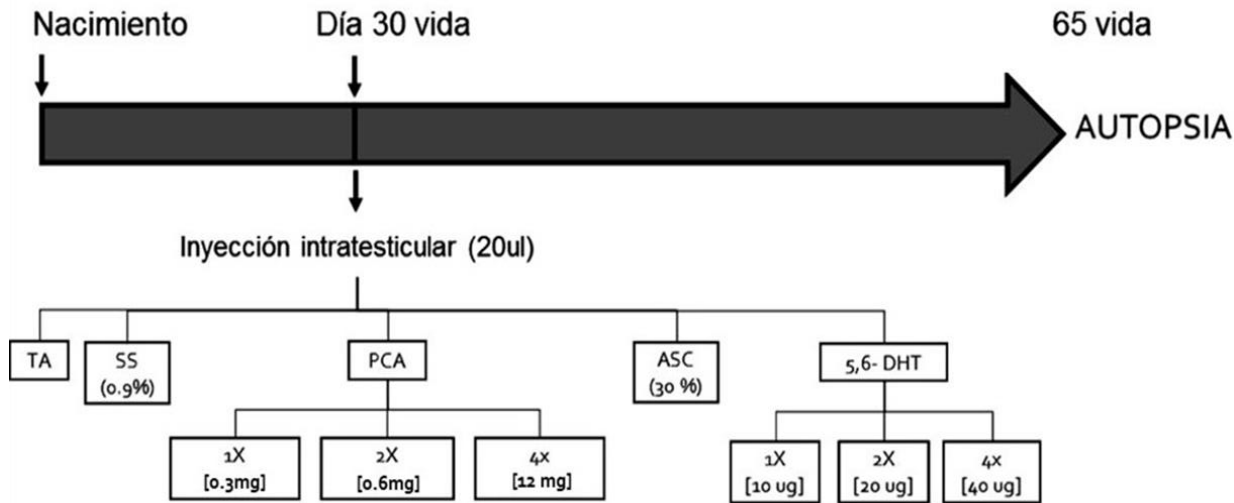 Nacimiento
Día 30 vida
65 vida
AUTOPSIA
Inyección intratesticular (20ul)
TA
SS
(0.9%)
PCA
ASC
(30 %)
5,6- DHT
1X
[0.3mg]
2X
[0.6mg]
4x
[12 mg]
1X
[10 ug]
2X
[20 ug]
4x
[40 ug]